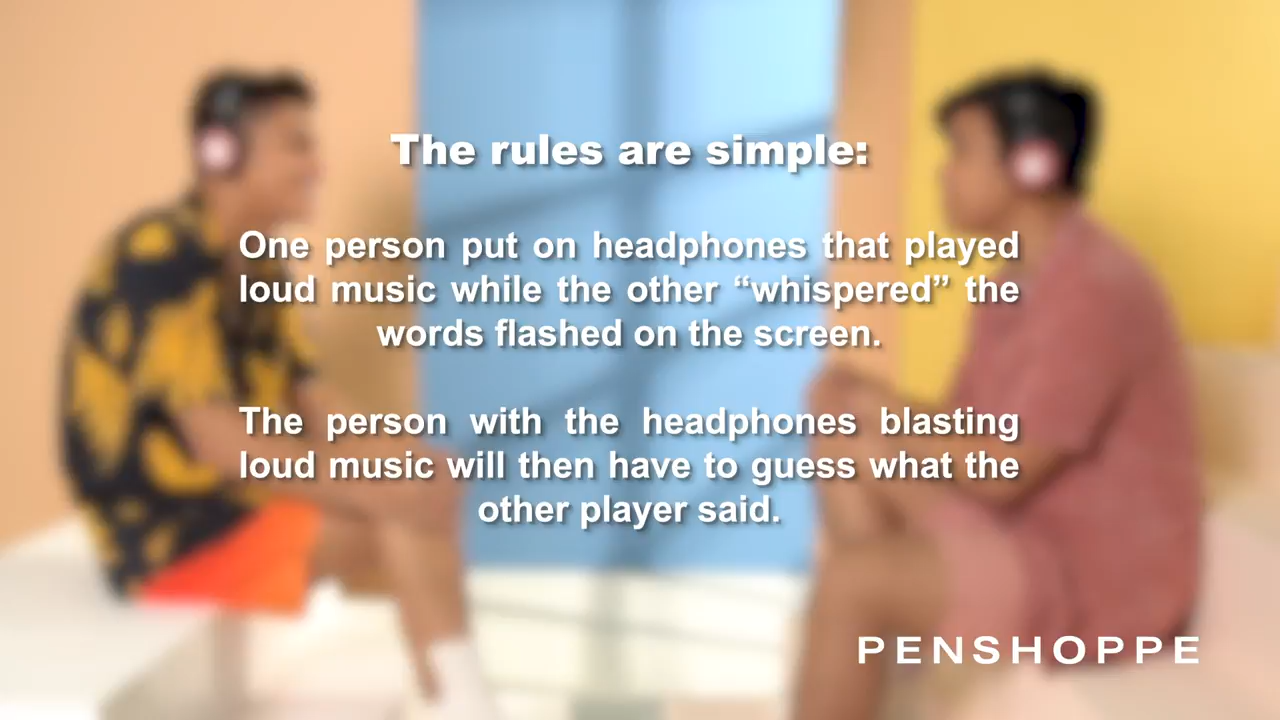 The rules are simple:
One person put on headphones that played
loud music while the other “whispered” the
words flashed on the screen.
The person with the headphones blasting
loud music will then have to guess what the
other player said.
PENSHOPPE